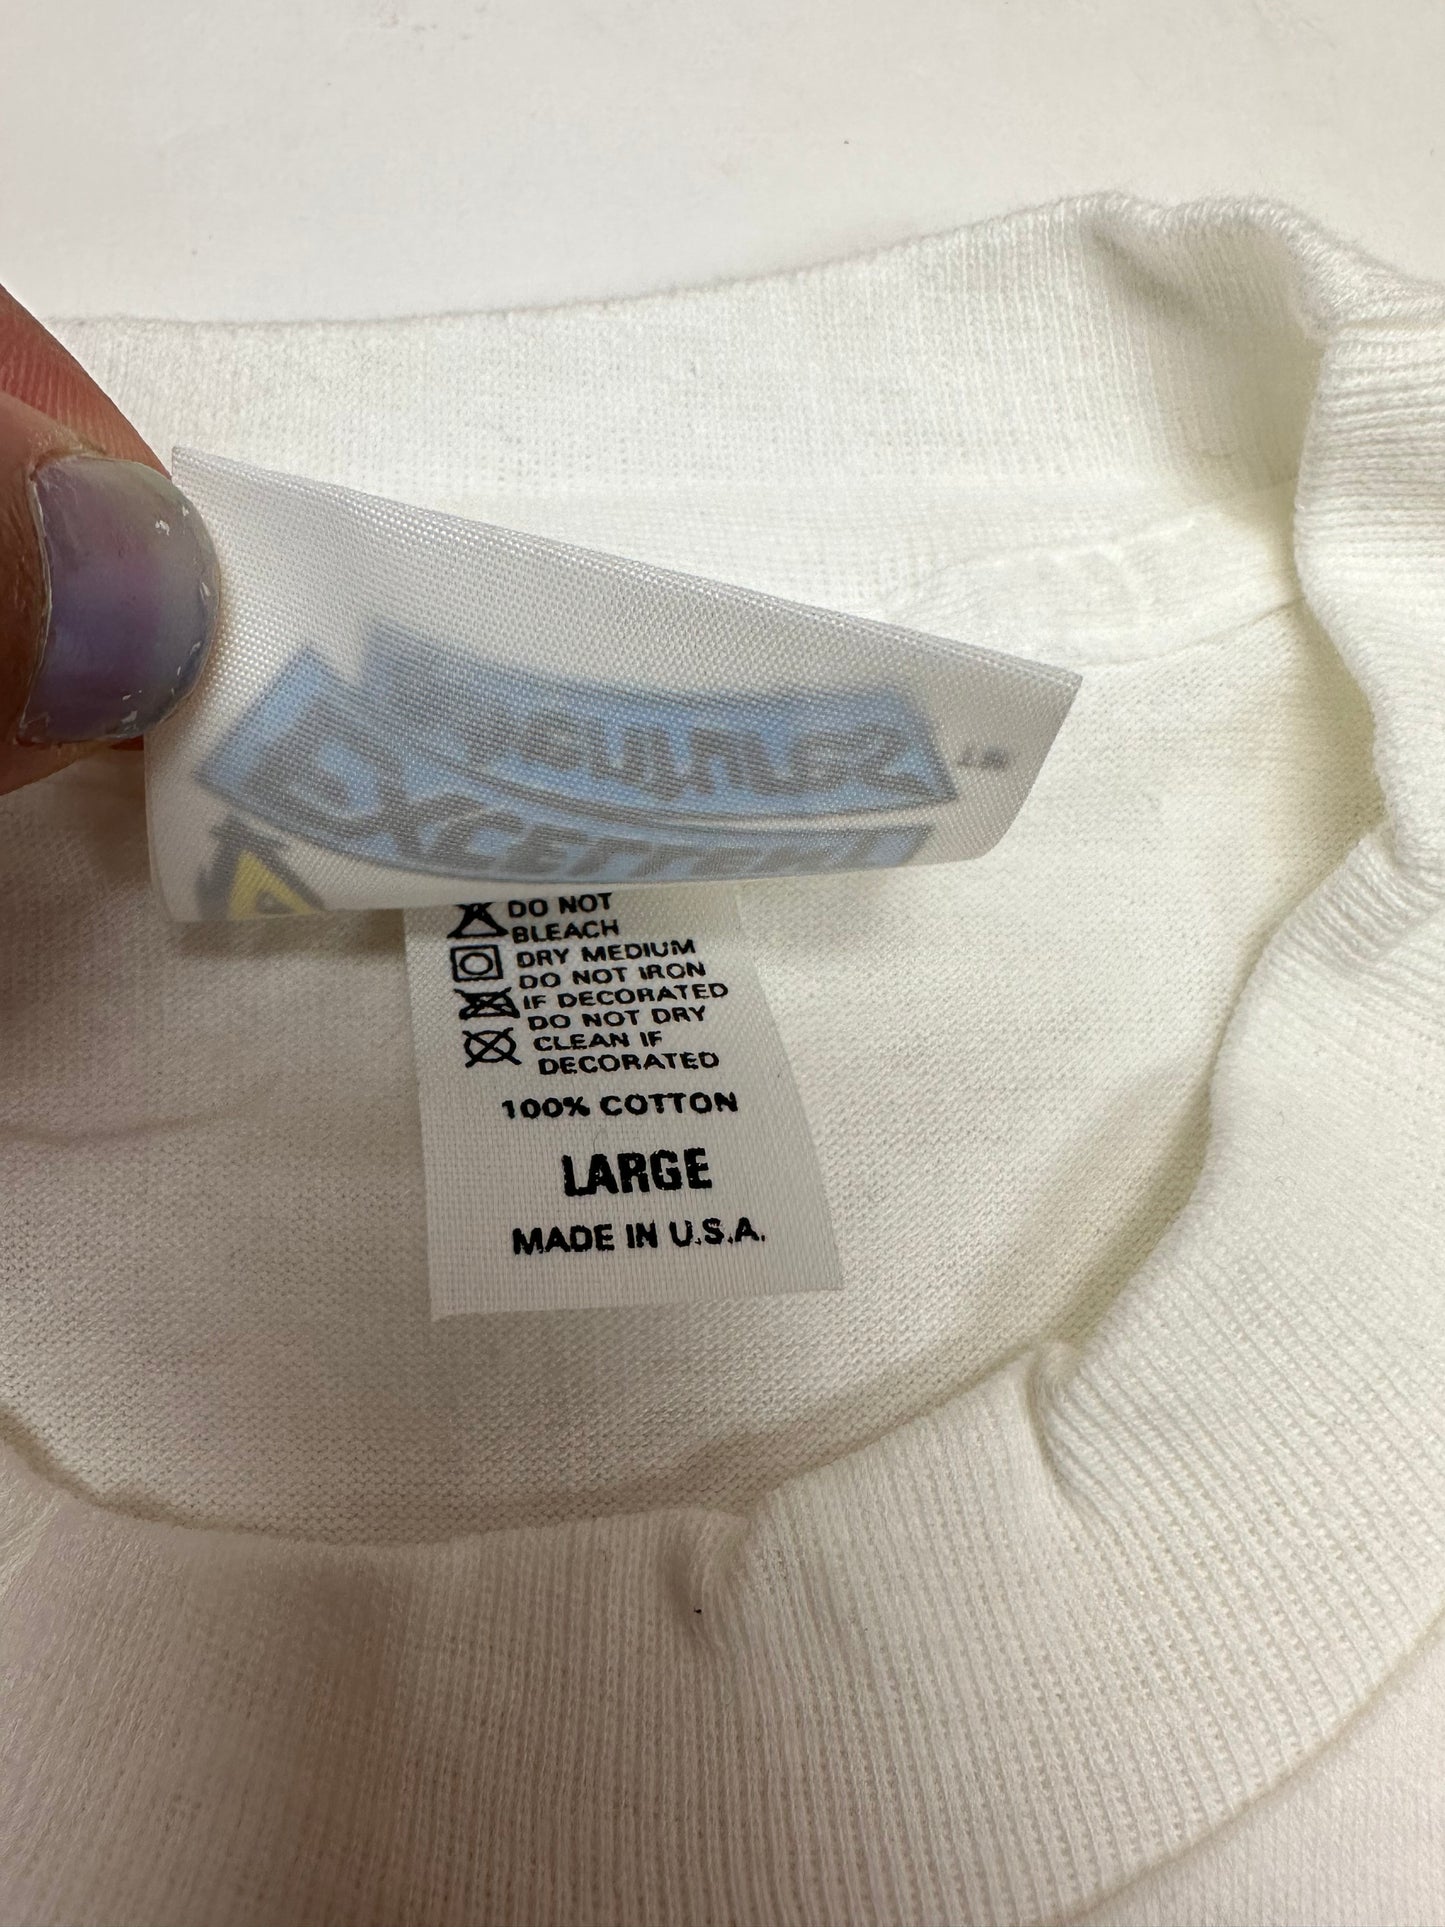 DO NOT
BLEACH
DRY MEDIUM
DO NOT IRON
IF DECORATED
DO NOT DRY
CLEAN IF
DECORATED
100% COTTON
LARGE
MADE IN U.S.A.